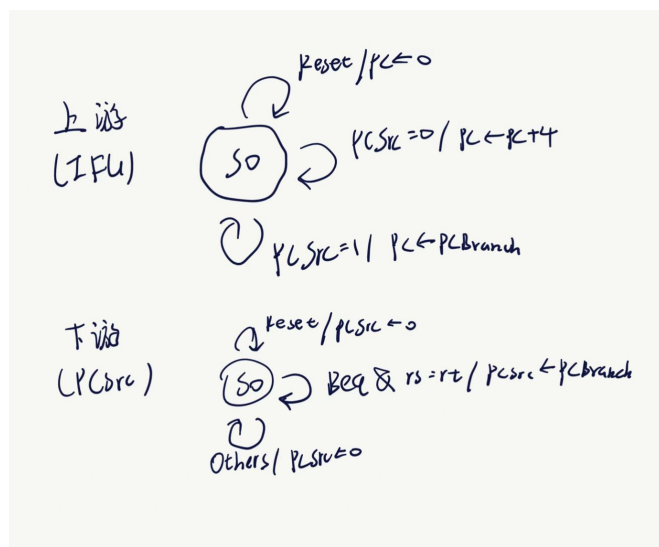 Reset/PC←0
上游
(IFU)
S0
PCSrc=0/ PC←PC+4
PCSrc=1/ PC←PCBranch
下游
(PCSrc)
Reset/PCSrc←0
S0
Beq & rs=rt/ PCSrc←PCBranch
Others/ PCSrc←0